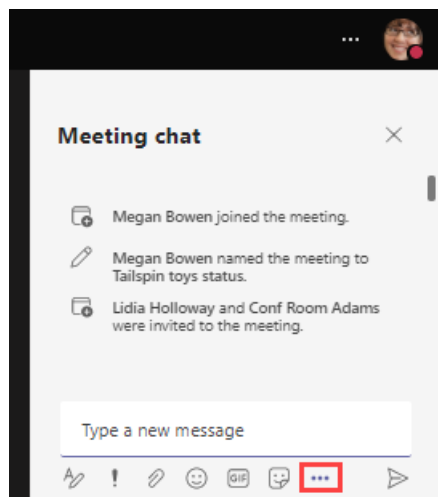 Meeting chat
Megan Bowen joined the meeting.
Megan Bowen named the meeting to
Tailspin toys status.
Lidia Holloway and Conf Room Adams
were invited to the meeting.
Type a new message
GIF